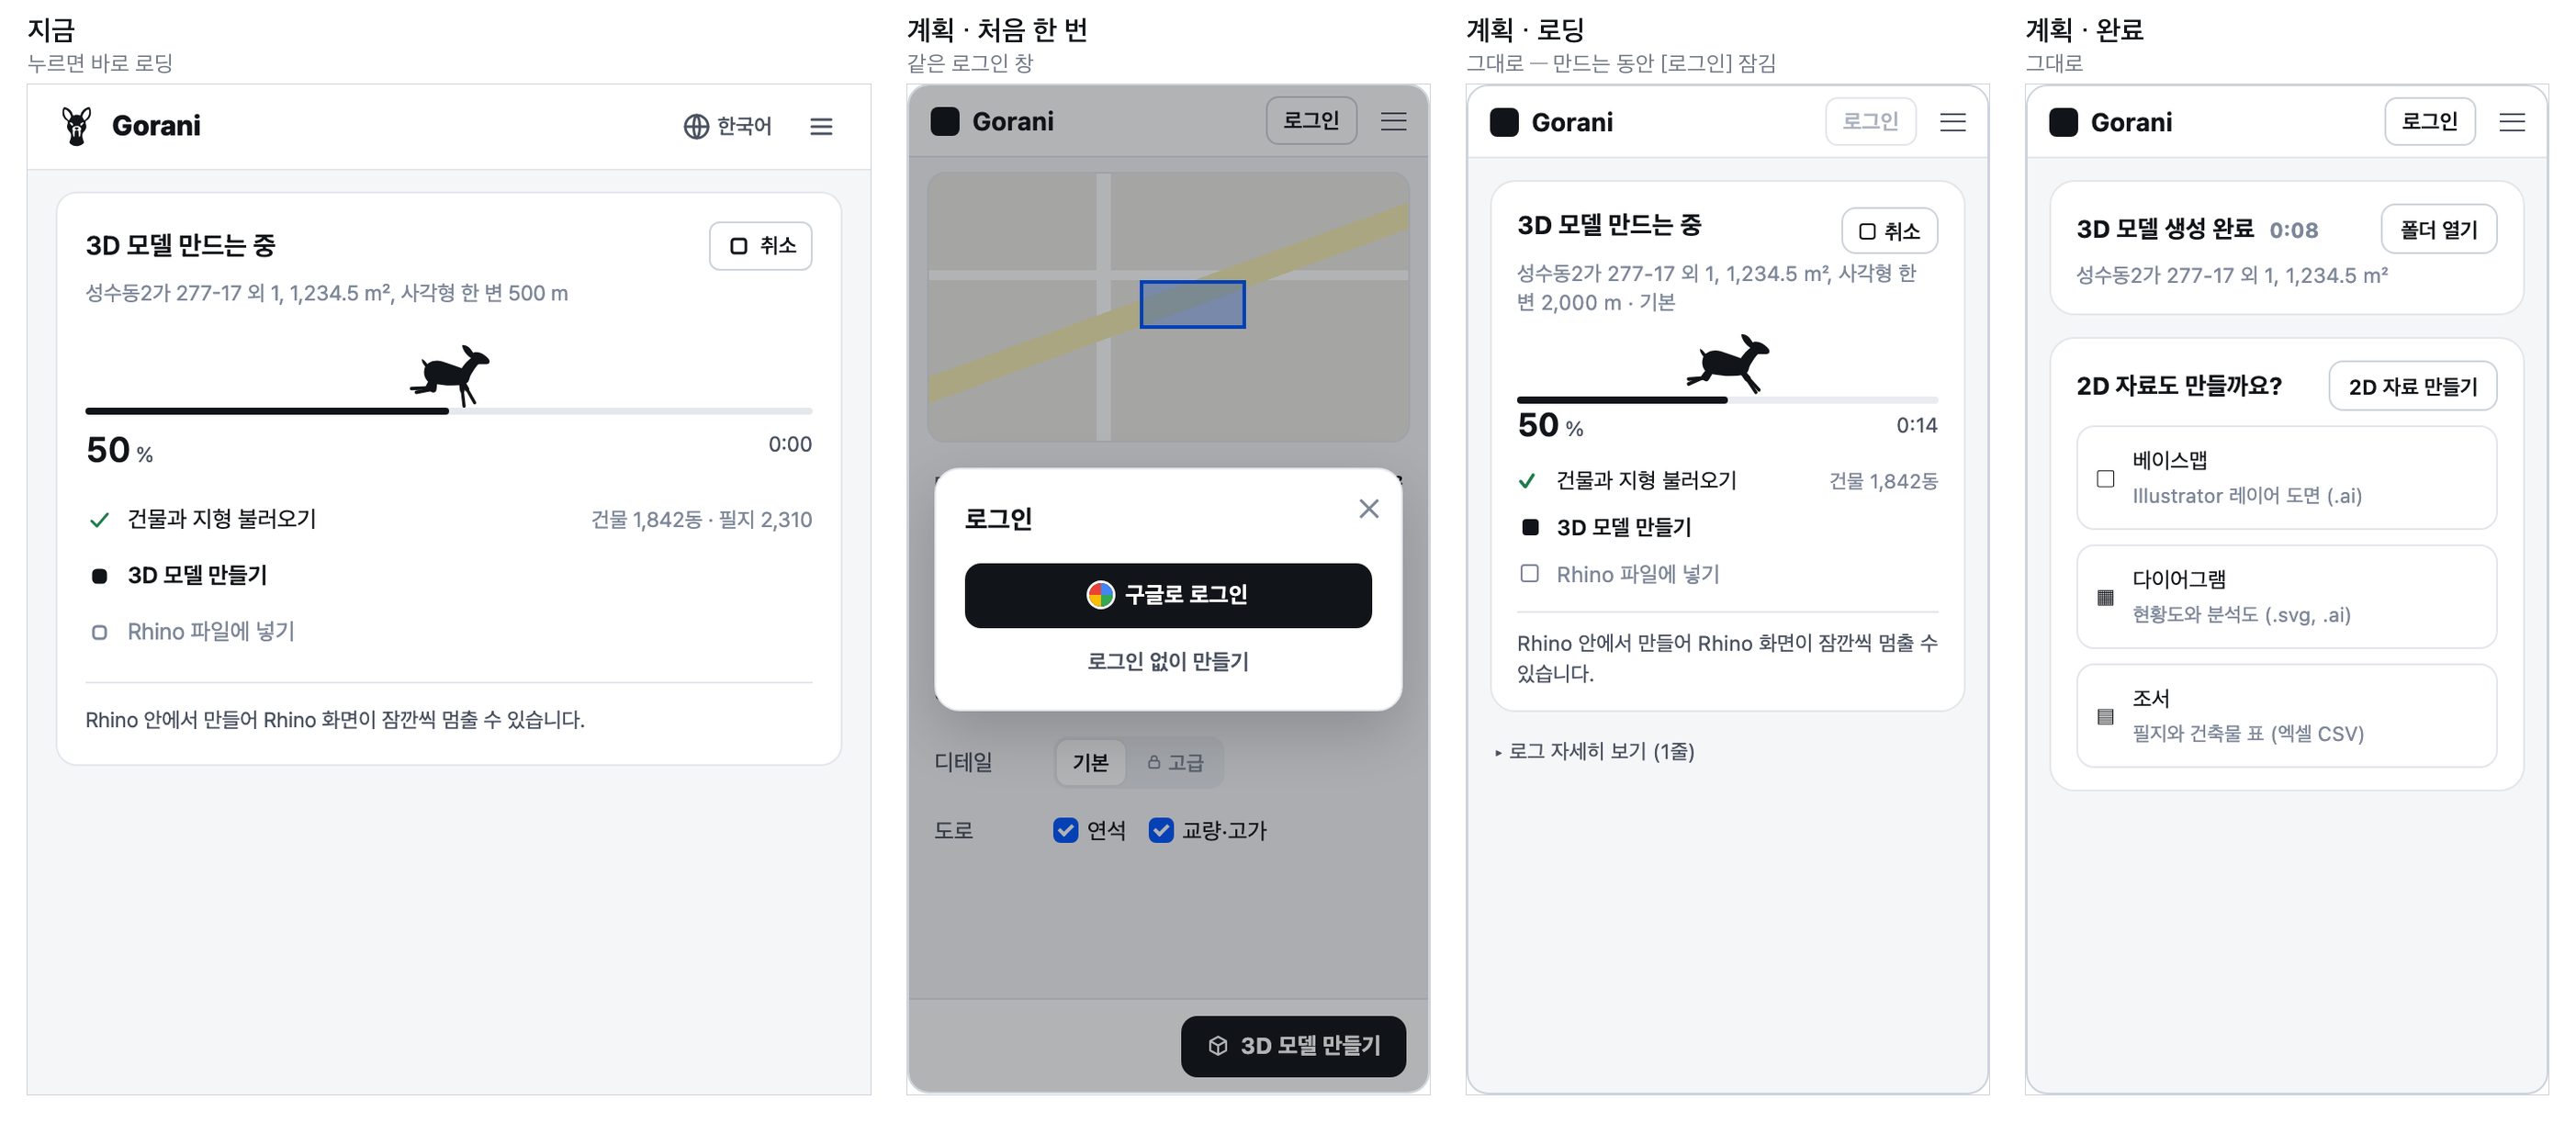 지금
누르면 바로 로딩
Gorani
한국어
3D 모델 만드는 중
취소
성수동2가 277-17 외 1, 1,234.5 m², 사각형 한 변 500 m
50 %
0:00
건물과 지형 불러오기
건물 1,842동 · 필지 2,310
3D 모델 만들기
Rhino 파일에 넣기
Rhino 안에서 만들어 Rhino 화면이 잠깐씩 멈출 수 있습니다.
계획 · 처음 한 번
같은 로그인 창
Gorani
로그인
로그인
구글로 로그인
로그인 없이 만들기
디테일
기본
고급
도로
연석
교량·고가
3D 모델 만들기
계획 · 로딩
그대로 — 만드는 동안 [로그인] 잠김
Gorani
로그인
3D 모델 만드는 중
취소
성수동2가 277-17 외 1, 1,234.5 m², 사각형 한
변 2,000 m · 기본
50 %
0:14
건물과 지형 불러오기
건물 1,842동
3D 모델 만들기
Rhino 파일에 넣기
Rhino 안에서 만들어 Rhino 화면이 잠깐씩 멈출 수
있습니다.
로그 자세히 보기 (1줄)
계획 · 완료
그대로
Gorani
로그인
3D 모델 생성 완료 0:08
폴더 열기
성수동2가 277-17 외 1, 1,234.5 m²
2D 자료도 만들까요?
2D 자료 만들기
베이스맵
Illustrator 레이어 도면 (.ai)
다이어그램
현황도와 분석도 (.svg, .ai)
조서
필지와 건축물 표 (엑셀 CSV)